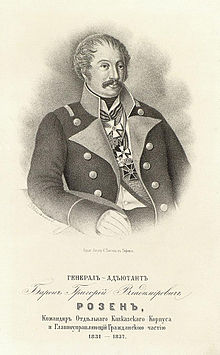 ГЕНЕРАЛЪ-АДЪЮТАНТЪ
Баронъ Григорій Владиміровичъ
РОЗЕНЪ,
Командиръ Отдѣльнаго Кавказскаго Корпуса
и Главноуправляющій Гражданскою частію
1831 — 1837.